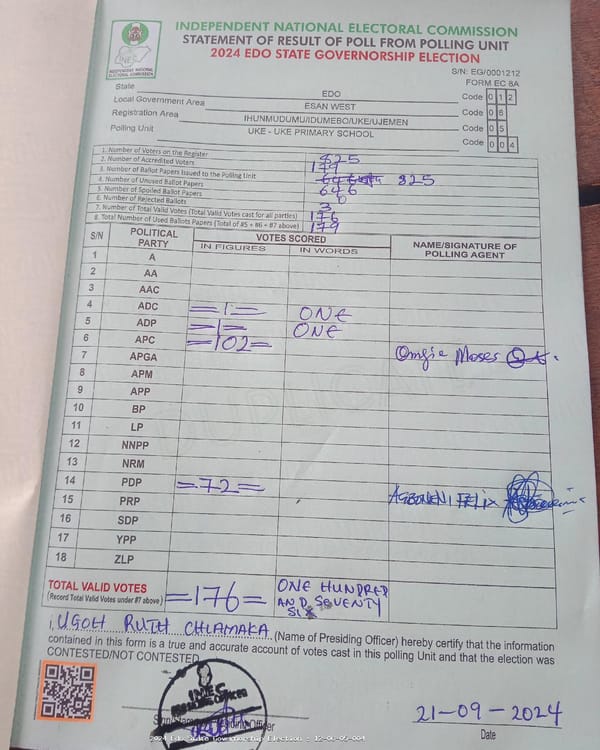 INDEPENDENT NATIONAL ELECTORAL COMMISSION
STATEMENT OF RESULT OF POLL FROM POLLING UNIT
2024 EDO STATE GOVERNORSHIP ELECTION
INEC
INDEPENDENT NATIONAL
ELECTORAL COMMISSION
S/N: EG/0001212
FORM EC 8A
State EDO Code 0 1 2
Local Government Area ESAN WEST Code 0 6
Registration Area IHUNMUDUMU/IDUMEBO/UKE/UJEMEN Code 0 5
Polling Unit UKE - UKE PRIMARY SCHOOL Code 0 0 4
1. Number of Voters on the Register 825
2. Number of Accredited Voters 179
3. Number of Ballot Papers Issued to the Polling Unit 825
4. Number of Unused Ballot Papers 646
5. Number of Spoiled Ballot Papers 0
6. Number of Rejected Ballots 3
7. Number of Total Valid Votes (Total Valid Votes cast for all parties) 176
8. Total Number of Used Ballots Papers (Total of #5 + #6 + #7 above) 179
S/N POLITICAL PARTY VOTES SCORED NAME/SIGNATURE OF POLLING AGENT
IN FIGURES IN WORDS
1 A
2 AA
3 AAC
4 ADC =1= ONE
5 ADP =1= ONE
6 APC =102=
7 APGA Moses
8 APM
9 APP
10 BP
11 LP
12 NNPP
13 NRM
14 PDP =72=
15 PRP FELIX
16 SDP
17 YPP
18 ZLP
TOTAL VALID VOTES =176= ONE HUNDRED
(Record Total Valid Votes under #7 above) AND SEVENTY
SIX
I, UGOH RUTH CHIAMAKA (Name of Presiding Officer) hereby certify that the information
contained in this form is a true and accurate account of votes cast in this polling Unit and that the election was
CONTESTED/NOT CONTESTED
INEC
21-09-2024
Date
2024 Edo State Governorship Election : 12-06-05-004